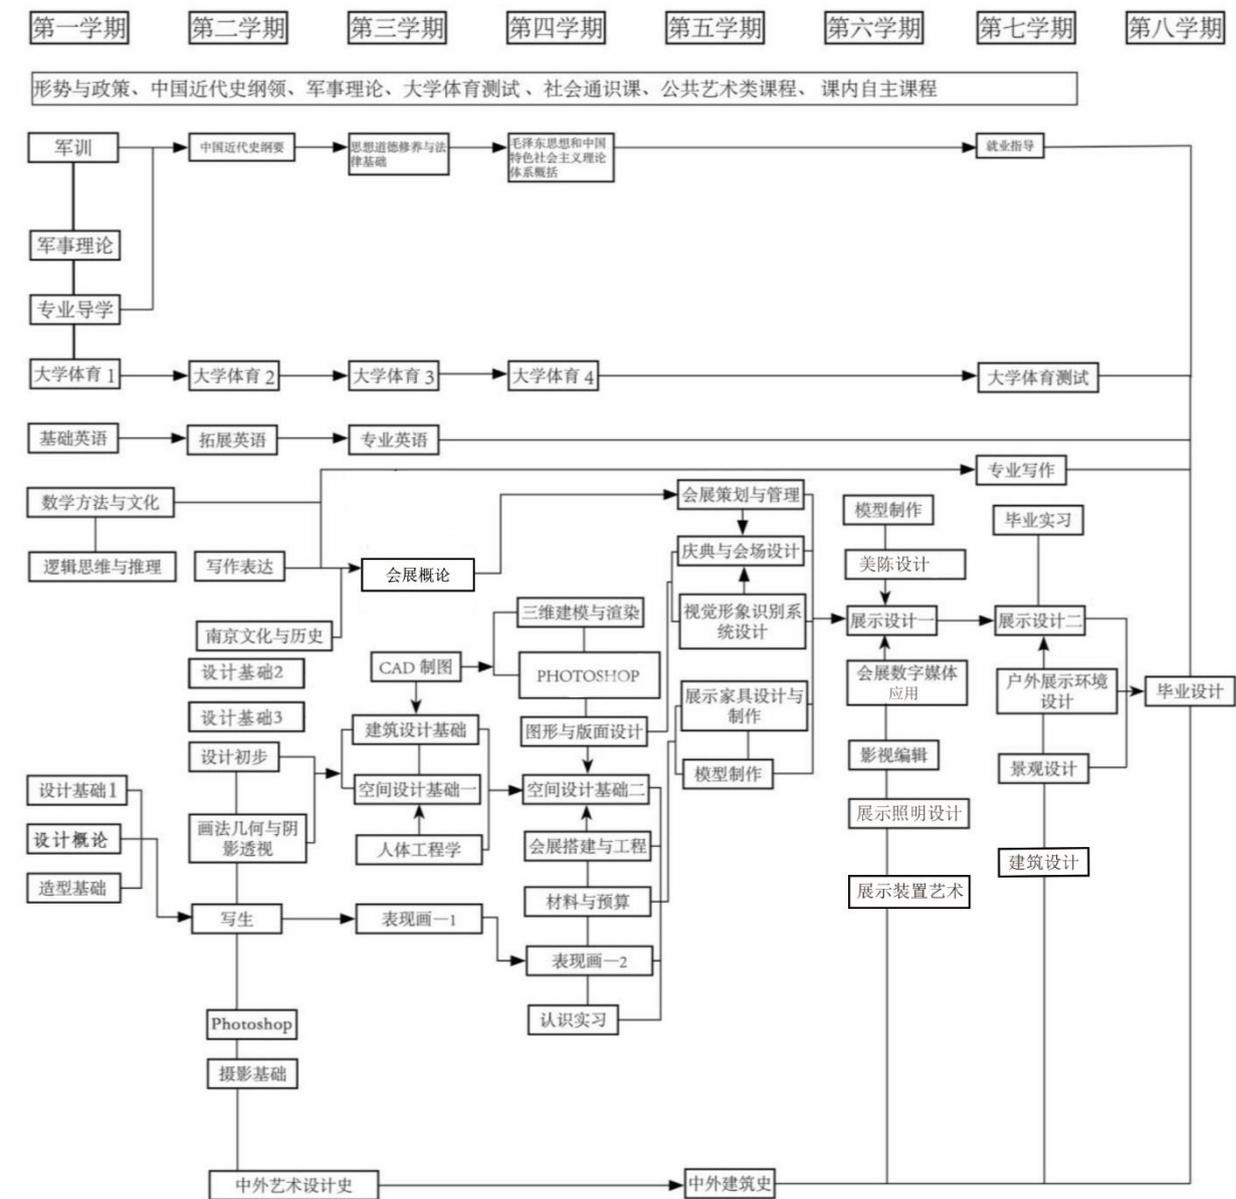 第一学期
第二学期
第三学期
第四学期
第五学期
第六学期
第七学期
第八学期
形势与政策、中国近代史纲领、军事理论、大学体育测试 、社会通识课、公共艺术类课程、 课内自主课程
军训
中国近代史纲要
思想道德修养与法
律基础
毛泽东思想和中国
特色社会主义理论
体系概括
就业指导
军事理论
专业导学
大学体育 1
大学体育 2
大学体育 3
大学体育 4
大学体育测试
基础英语
拓展英语
专业英语
专业写作
数学方法与文化
会展策划与管理
模型制作
毕业实习
逻辑思维与推理
写作表达
会展概论
庆典与会场设计
美陈设计
南京文化与历史
三维建模与渲染
视觉形象识别系
统设计
展示设计一
展示设计二
设计基础2
CAD 制图
PHOTOSHOP
会展数字媒体
应用
户外展示环境
设计
毕业设计
设计基础3
建筑设计基础
图形与版面设计
展示家具设计与
制作
设计初步
影视编辑
景观设计
设计基础1
空间设计基础一
空间设计基础二
模型制作
画法几何与阴
影透视
展示照明设计
设计概论
人体工程学
会展搭建与工程
建筑设计
造型基础
材料与预算
展示装置艺术
写生
表现画一1
表现画一2
Photoshop
认识实习
摄影基础
中外艺术设计史
中外建筑史